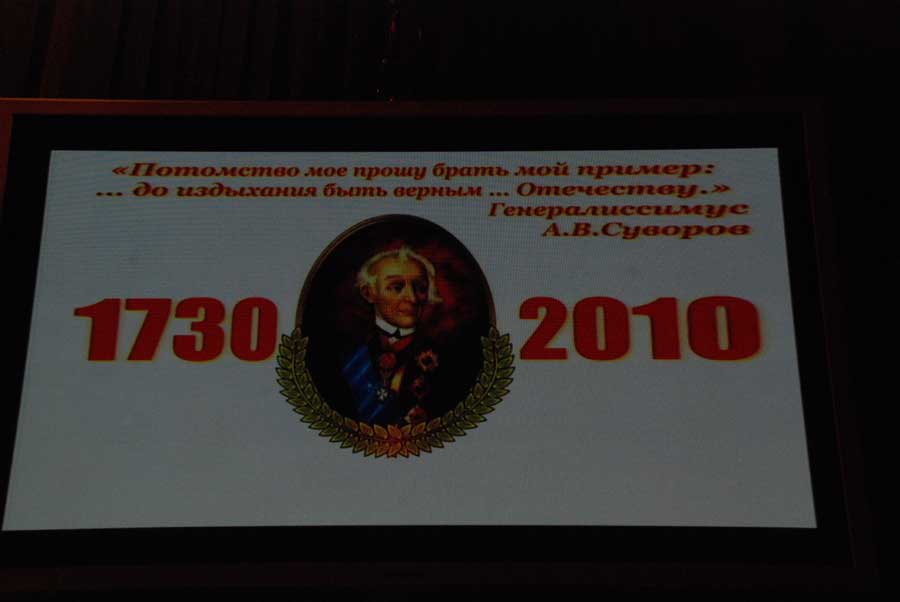 «Потомство мое прошу брать мой пример:
... до издыхания быть верным ... Отечеству.»
Генералиссимус
А.В.Суворов
1730 2010